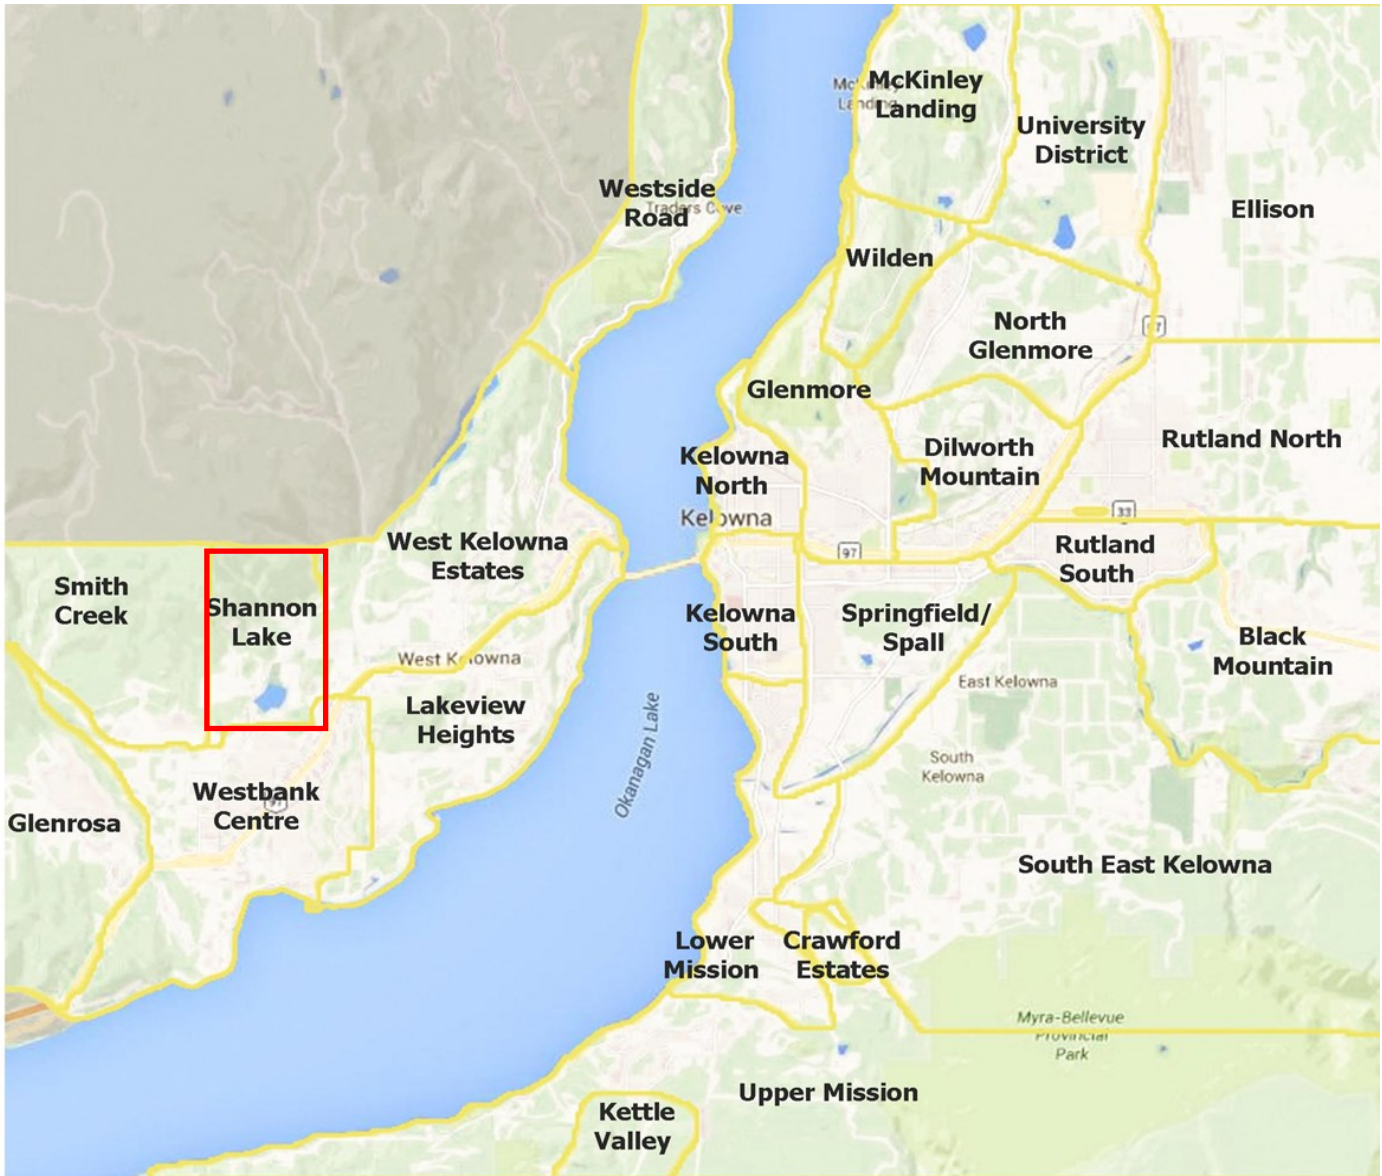 McKinley
Landing
McKinley
Landing
University
District
Westside
Road
Traders Cove
Ellison
Wilden
North
Glenmore
97
Glenmore
Rutland North
Dilworth
Mountain
Kelowna
North
Kelowna
33
97
West Kelowna
Estates
Rutland
South
Smith
Creek
Shannon
Lake
Kelowna
South
Springfield/
Spall
Black
Mountain
West Kelowna
East Kelowna
Lakeview
Heights
Okanagan Lake
South
Kelowna
Westbank
Centre
97
Glenrosa
South East Kelowna
Lower
Mission
Crawford
Estates
Myra-Bellevue
Provincial
Park
Upper Mission
Kettle
Valley